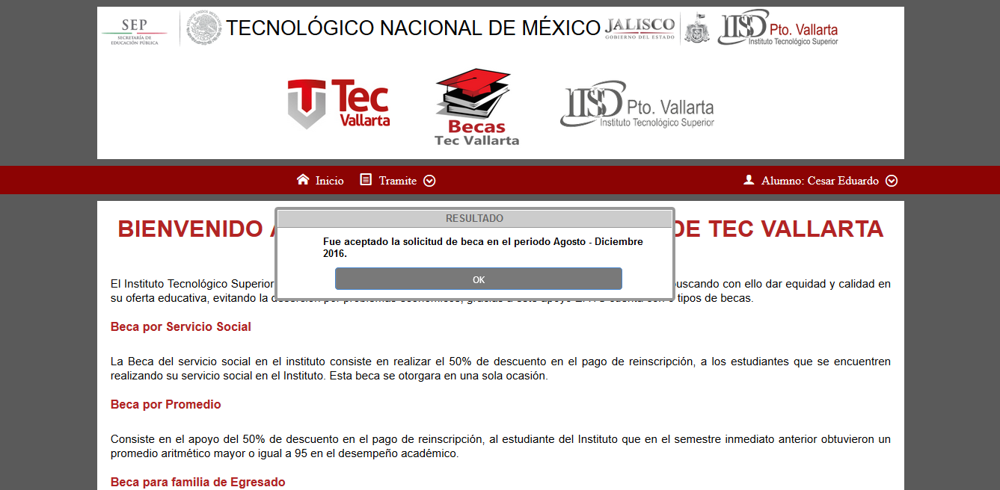 SEP
SECRETARÍA DE
EDUCACIÓN PÚBLICA
ESTADOS UNIDOS MEXICANOS
TECNOLÓGICO NACIONAL DE MÉXICO
JALISCO
GOBIERNO DEL ESTADO
ITS Pto. Vallarta
Instituto Tecnológico Superior
Tec
Vallarta
Becas
Tec Vallarta
ITS Pto. Vallarta
Instituto Tecnológico Superior
Inicio Tramite Alumno: Cesar Eduardo
BIENVENIDO DE TEC VALLARTA
RESULTADO
Fue aceptado la solicitud de beca en el periodo Agosto - Diciembre
2016.
OK
El Instituto Tecnológico Superior buscando con ello dar equidad y calidad en
su oferta educativa, evitando la tipos de becas.
Beca por Servicio Social
La Beca del servicio social en el instituto consiste en realizar el 50% de descuento en el pago de reinscripción, a los estudiantes que se encuentren
realizando su servicio social en el Instituto. Esta beca se otorgara en una sola ocasión.
Beca por Promedio
Consiste en el apoyo del 50% de descuento en el pago de reinscripción, al estudiante del Instituto que en el semestre inmediato anterior obtuvieron un
promedio aritmético mayor o igual a 95 en el desempeño académico.
Beca para familia de Egresado